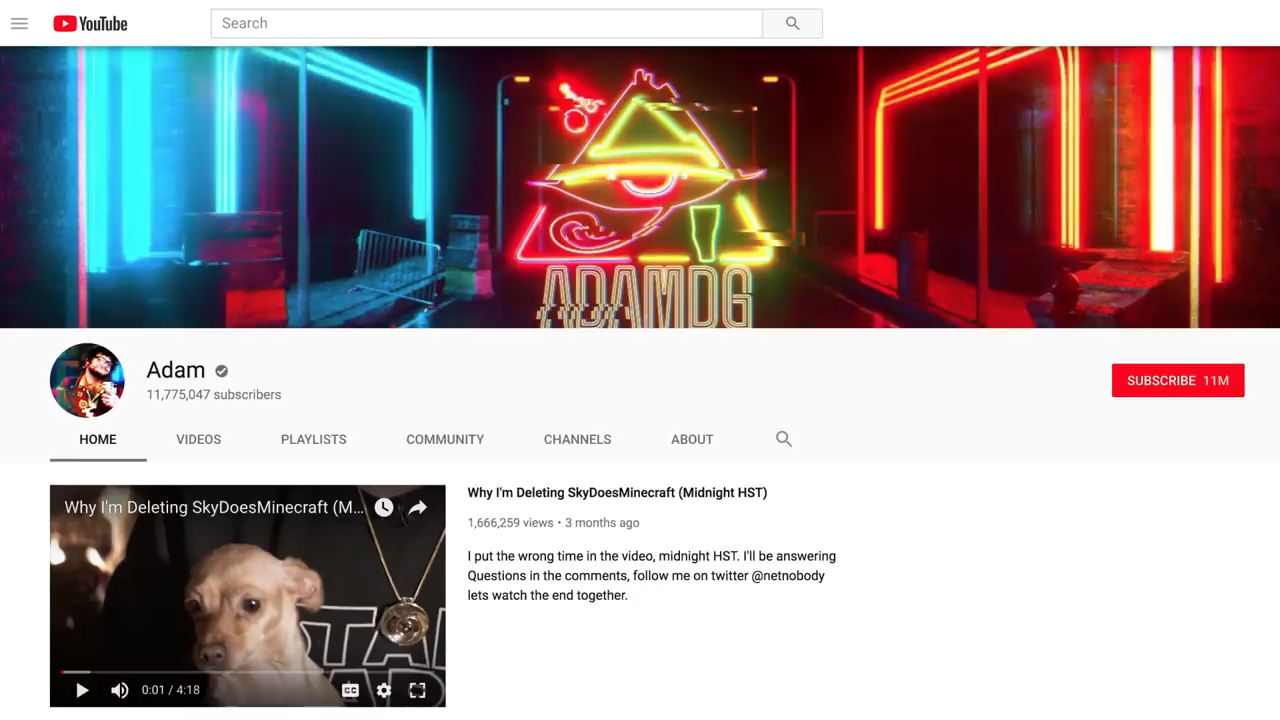 YouTube
Search
ADAMDG
Adam
11,775,047 subscribers
SUBSCRIBE 11M
HOME VIDEOS PLAYLISTS COMMUNITY CHANNELS ABOUT
Why I'm Deleting SkyDoesMinecraft (M...
0:01 / 4:18
CC
Why I'm Deleting SkyDoesMinecraft (Midnight HST)
1,666,259 views • 3 months ago
I put the wrong time in the video, midnight HST. I'll be answering
Questions in the comments, follow me on twitter @netnobody
lets watch the end together.